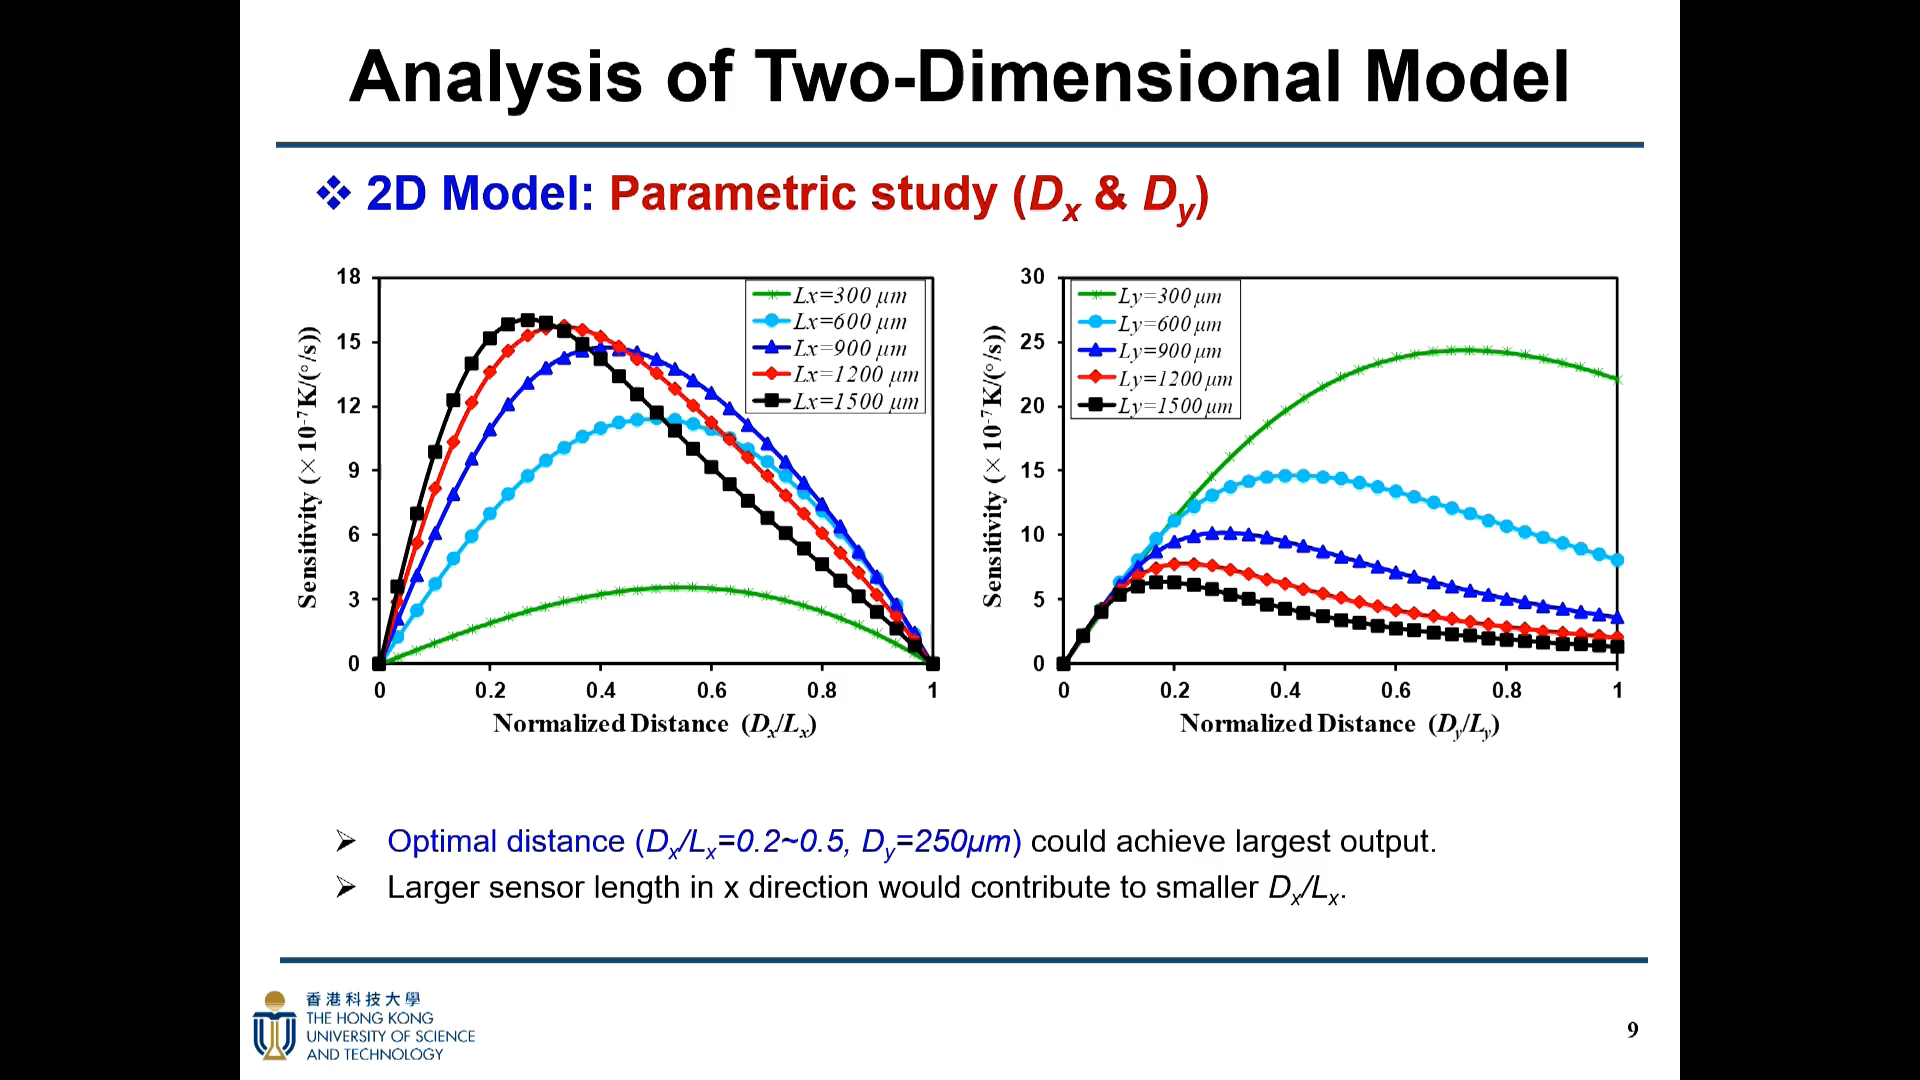 Analysis of Two-Dimensional Model
❖ 2D Model: Parametric study (Dx & Dy)
18
15
12
9
6
3
0
0 0.2 0.4 0.6 0.8 1
Sensitivity (×10⁻⁷K/(°/s))
Normalized Distance (Dx/Lx)
Lx=300 μm
Lx=600 μm
Lx=900 μm
Lx=1200 μm
Lx=1500 μm
30
25
20
15
10
5
0
0 0.2 0.4 0.6 0.8 1
Sensitivity (×10⁻⁷K/(°/s))
Normalized Distance (Dy/Ly)
Ly=300 μm
Ly=600 μm
Ly=900 μm
Ly=1200 μm
Ly=1500 μm
➢ Optimal distance (Dx/Lx=0.2~0.5, Dy=250μm) could achieve largest output.
➢ Larger sensor length in x direction would contribute to smaller Dx/Lx.
香港科技大學
THE HONG KONG
UNIVERSITY OF SCIENCE
AND TECHNOLOGY
9